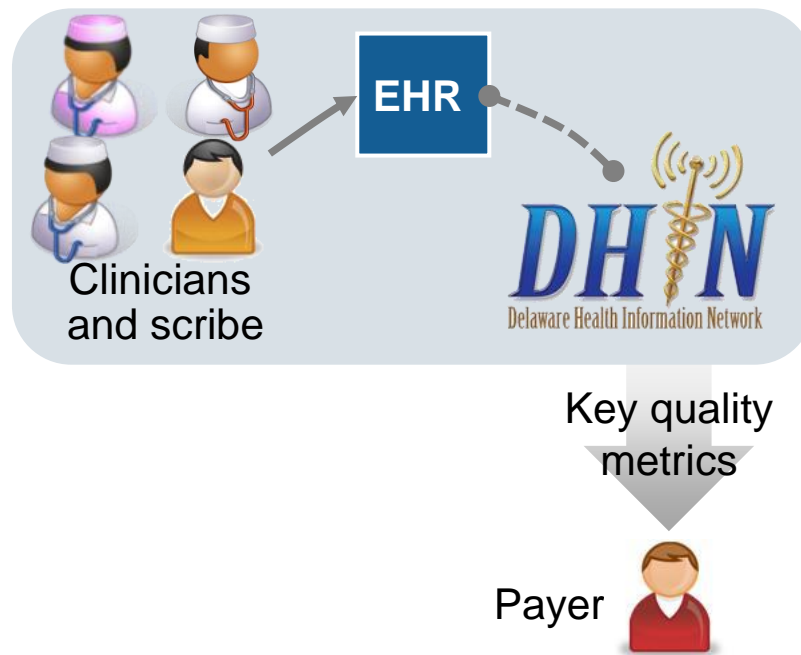 EHR
Clinicians
and scribe
DHIN
Delaware Health Information Network
Key quality
metrics
Payer